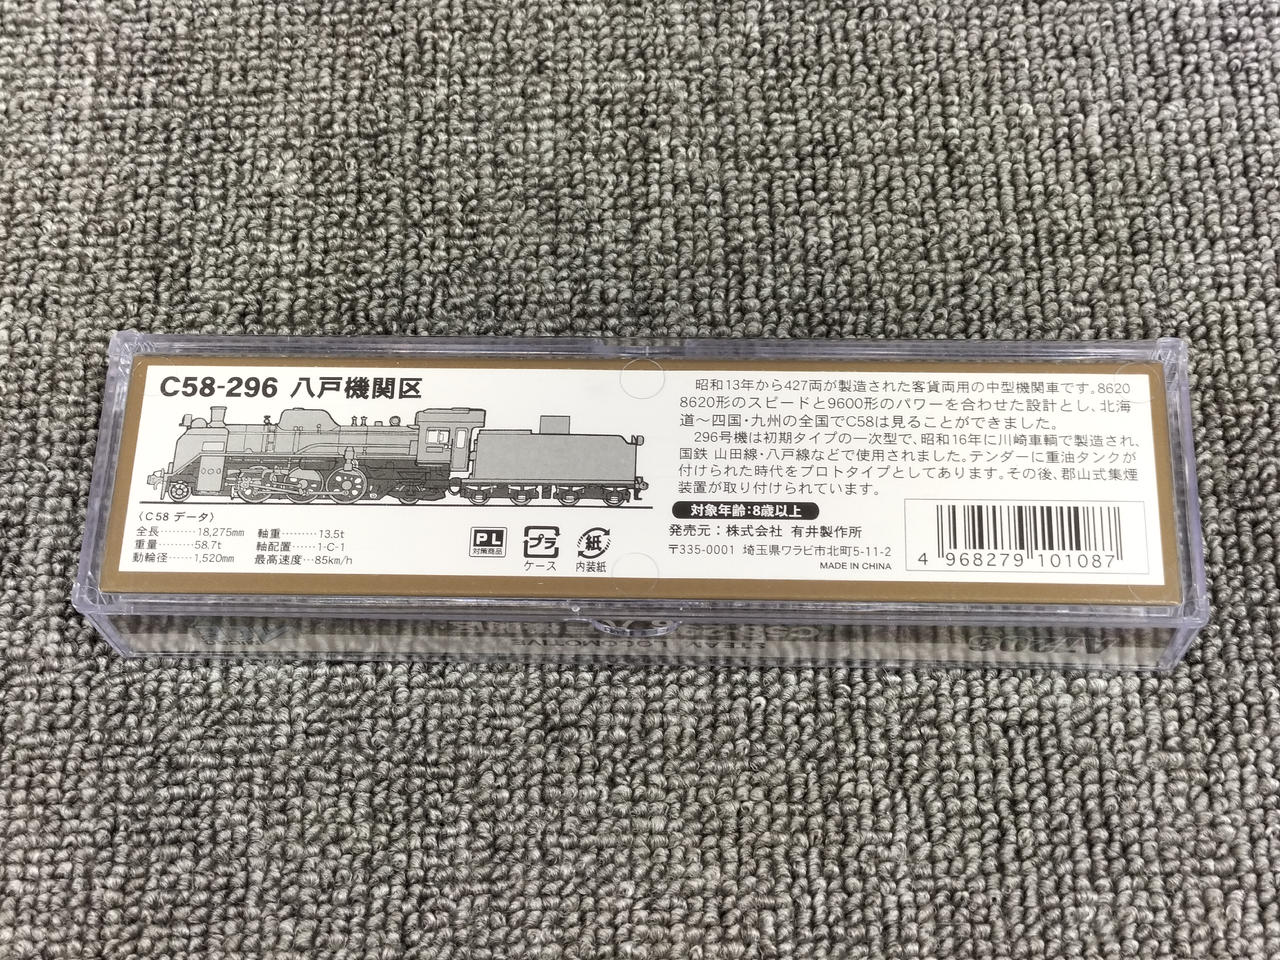 C58-296 八戸機関区
〈C58 データ〉
全長………18,275mm
重量………58.7t
動輪径……1,520mm
軸重………13.5t
軸配置……1-C-1
最高速度…85km/h
PL
対策商品
プラ
ケース
紙
内装紙
昭和13年から427両が製造された客貨両用の中型機関車です。8620
8620形のスピードと9600形のパワーを合わせた設計とし、北海
道〜四国・九州の全国でC58は見ることができました。
296号機は初期タイプの一次型で、昭和16年に川崎車輌で製造され、
国鉄 山田線・八戸線などで使用されました。テンダーに重油タンクが
付けられた時代をプロトタイプとしてあります。その後、郡山式集煙
装置が取り付けられています。
対象年齢:8歳以上
発売元:株式会社 有井製作所
〒335-0001 埼玉県ワラビ市北町5-11-2
MADE IN CHINA
4 968279 101087
STEAM LOCOMOTIVE